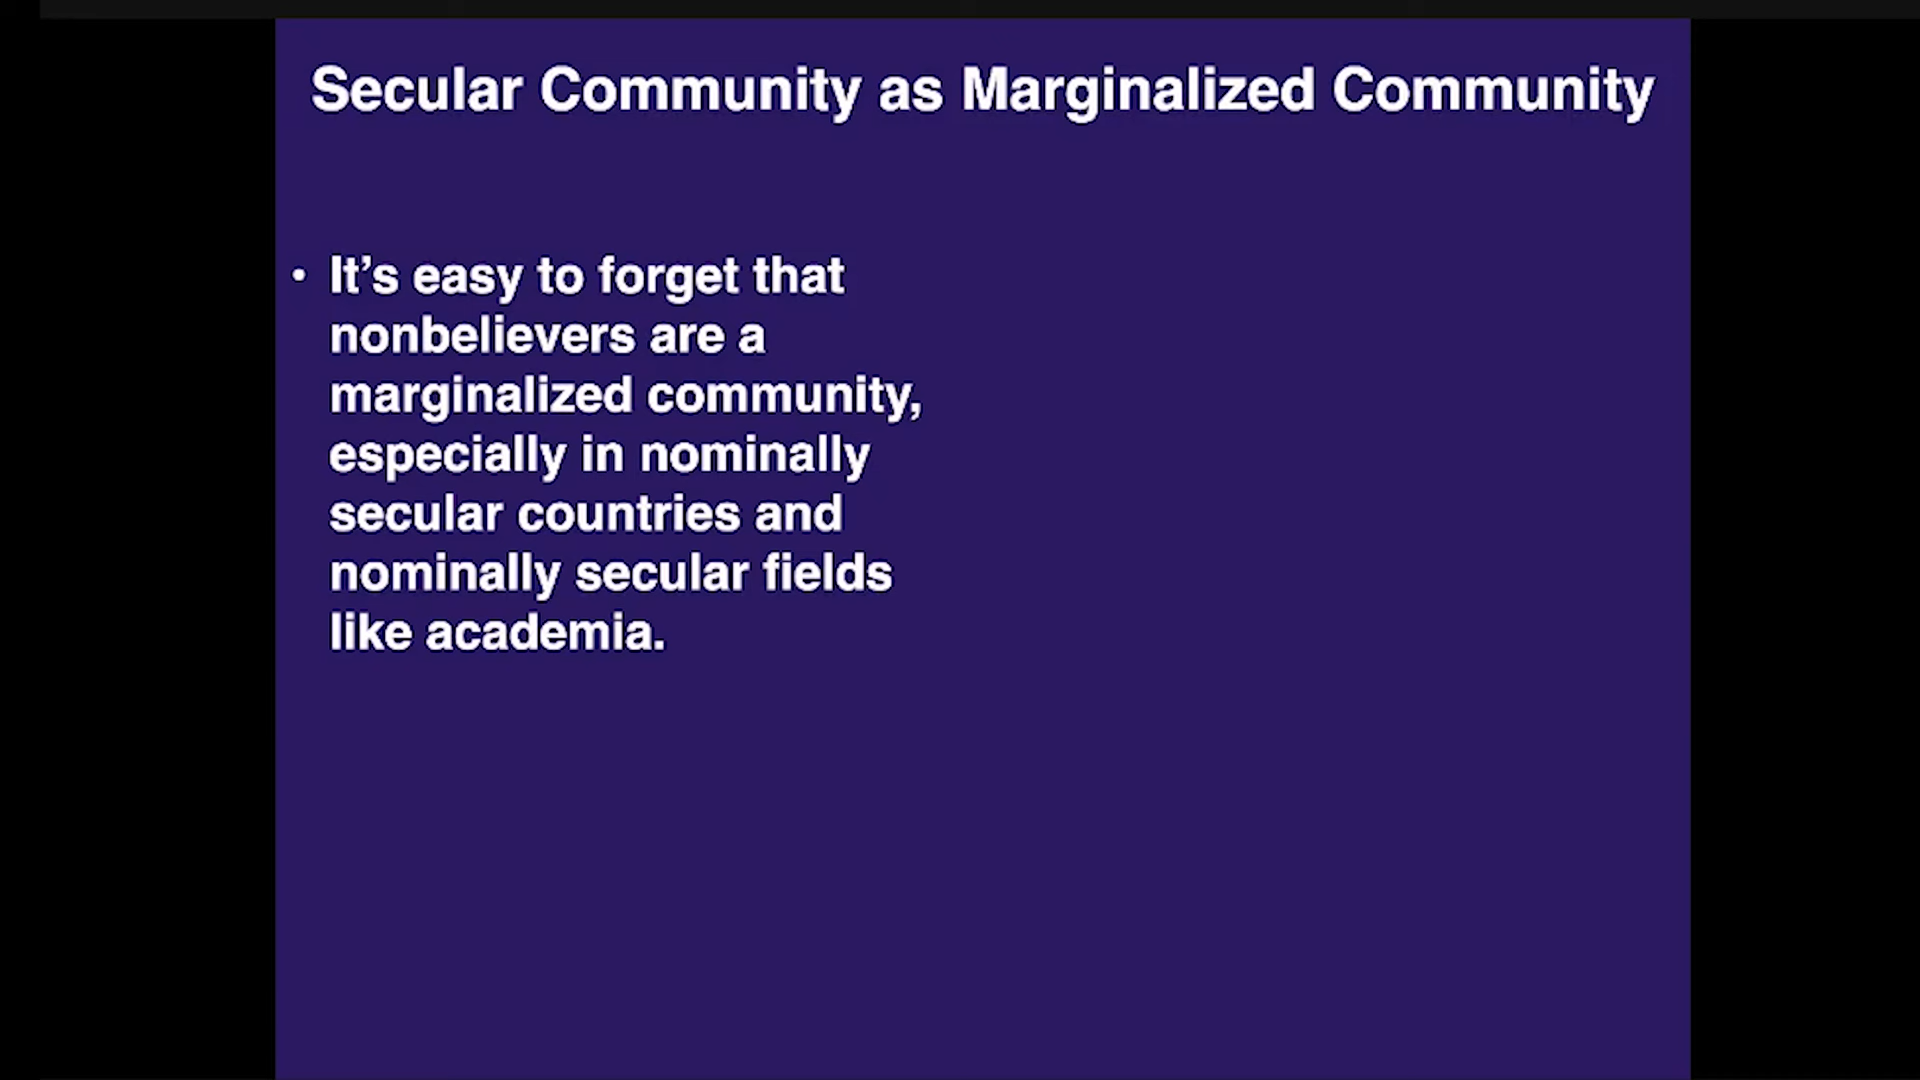 Secular Community as Marginalized Community
• It’s easy to forget that
nonbelievers are a
marginalized community,
especially in nominally
secular countries and
nominally secular fields
like academia.